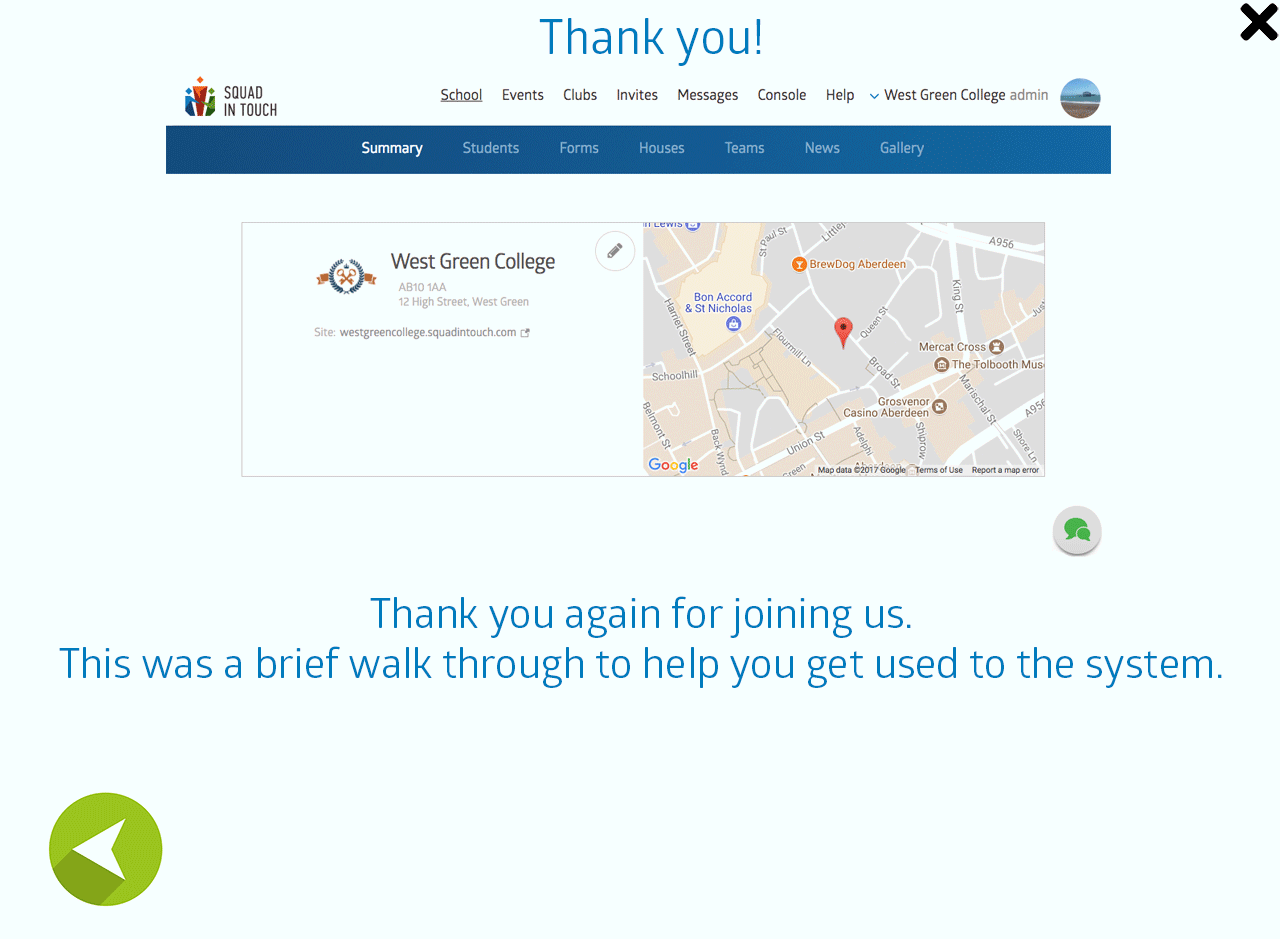 Thank you!
SQUAD
IN TOUCH
School Events Clubs Invites Messages Console Help West Green College admin
Summary Students Forms Houses Teams News Gallery
West Green College
AB10 1AA
12 High Street, West Green
Site: westgreencollege.squadintouch.com
n Lewis
St Paul St
Littlej
A956
BrewDog Aberdeen
King St
Bon Accord
& St Nicholas
Harriet Street
Queen St
Just
Flourmill Ln
Mercat Cross
The Tolbooth Mus
Broad St
Schoolhill
Marischal St
Grosvenor
Casino Aberdeen
A956
Belmont St
Back Wynd
Union St
Adelphi
Shiprow
Shore Ln
Green
Google
Map data ©2017 Google Terms of Use Report a map error
Thank you again for joining us.
This was a brief walk through to help you get used to the system.